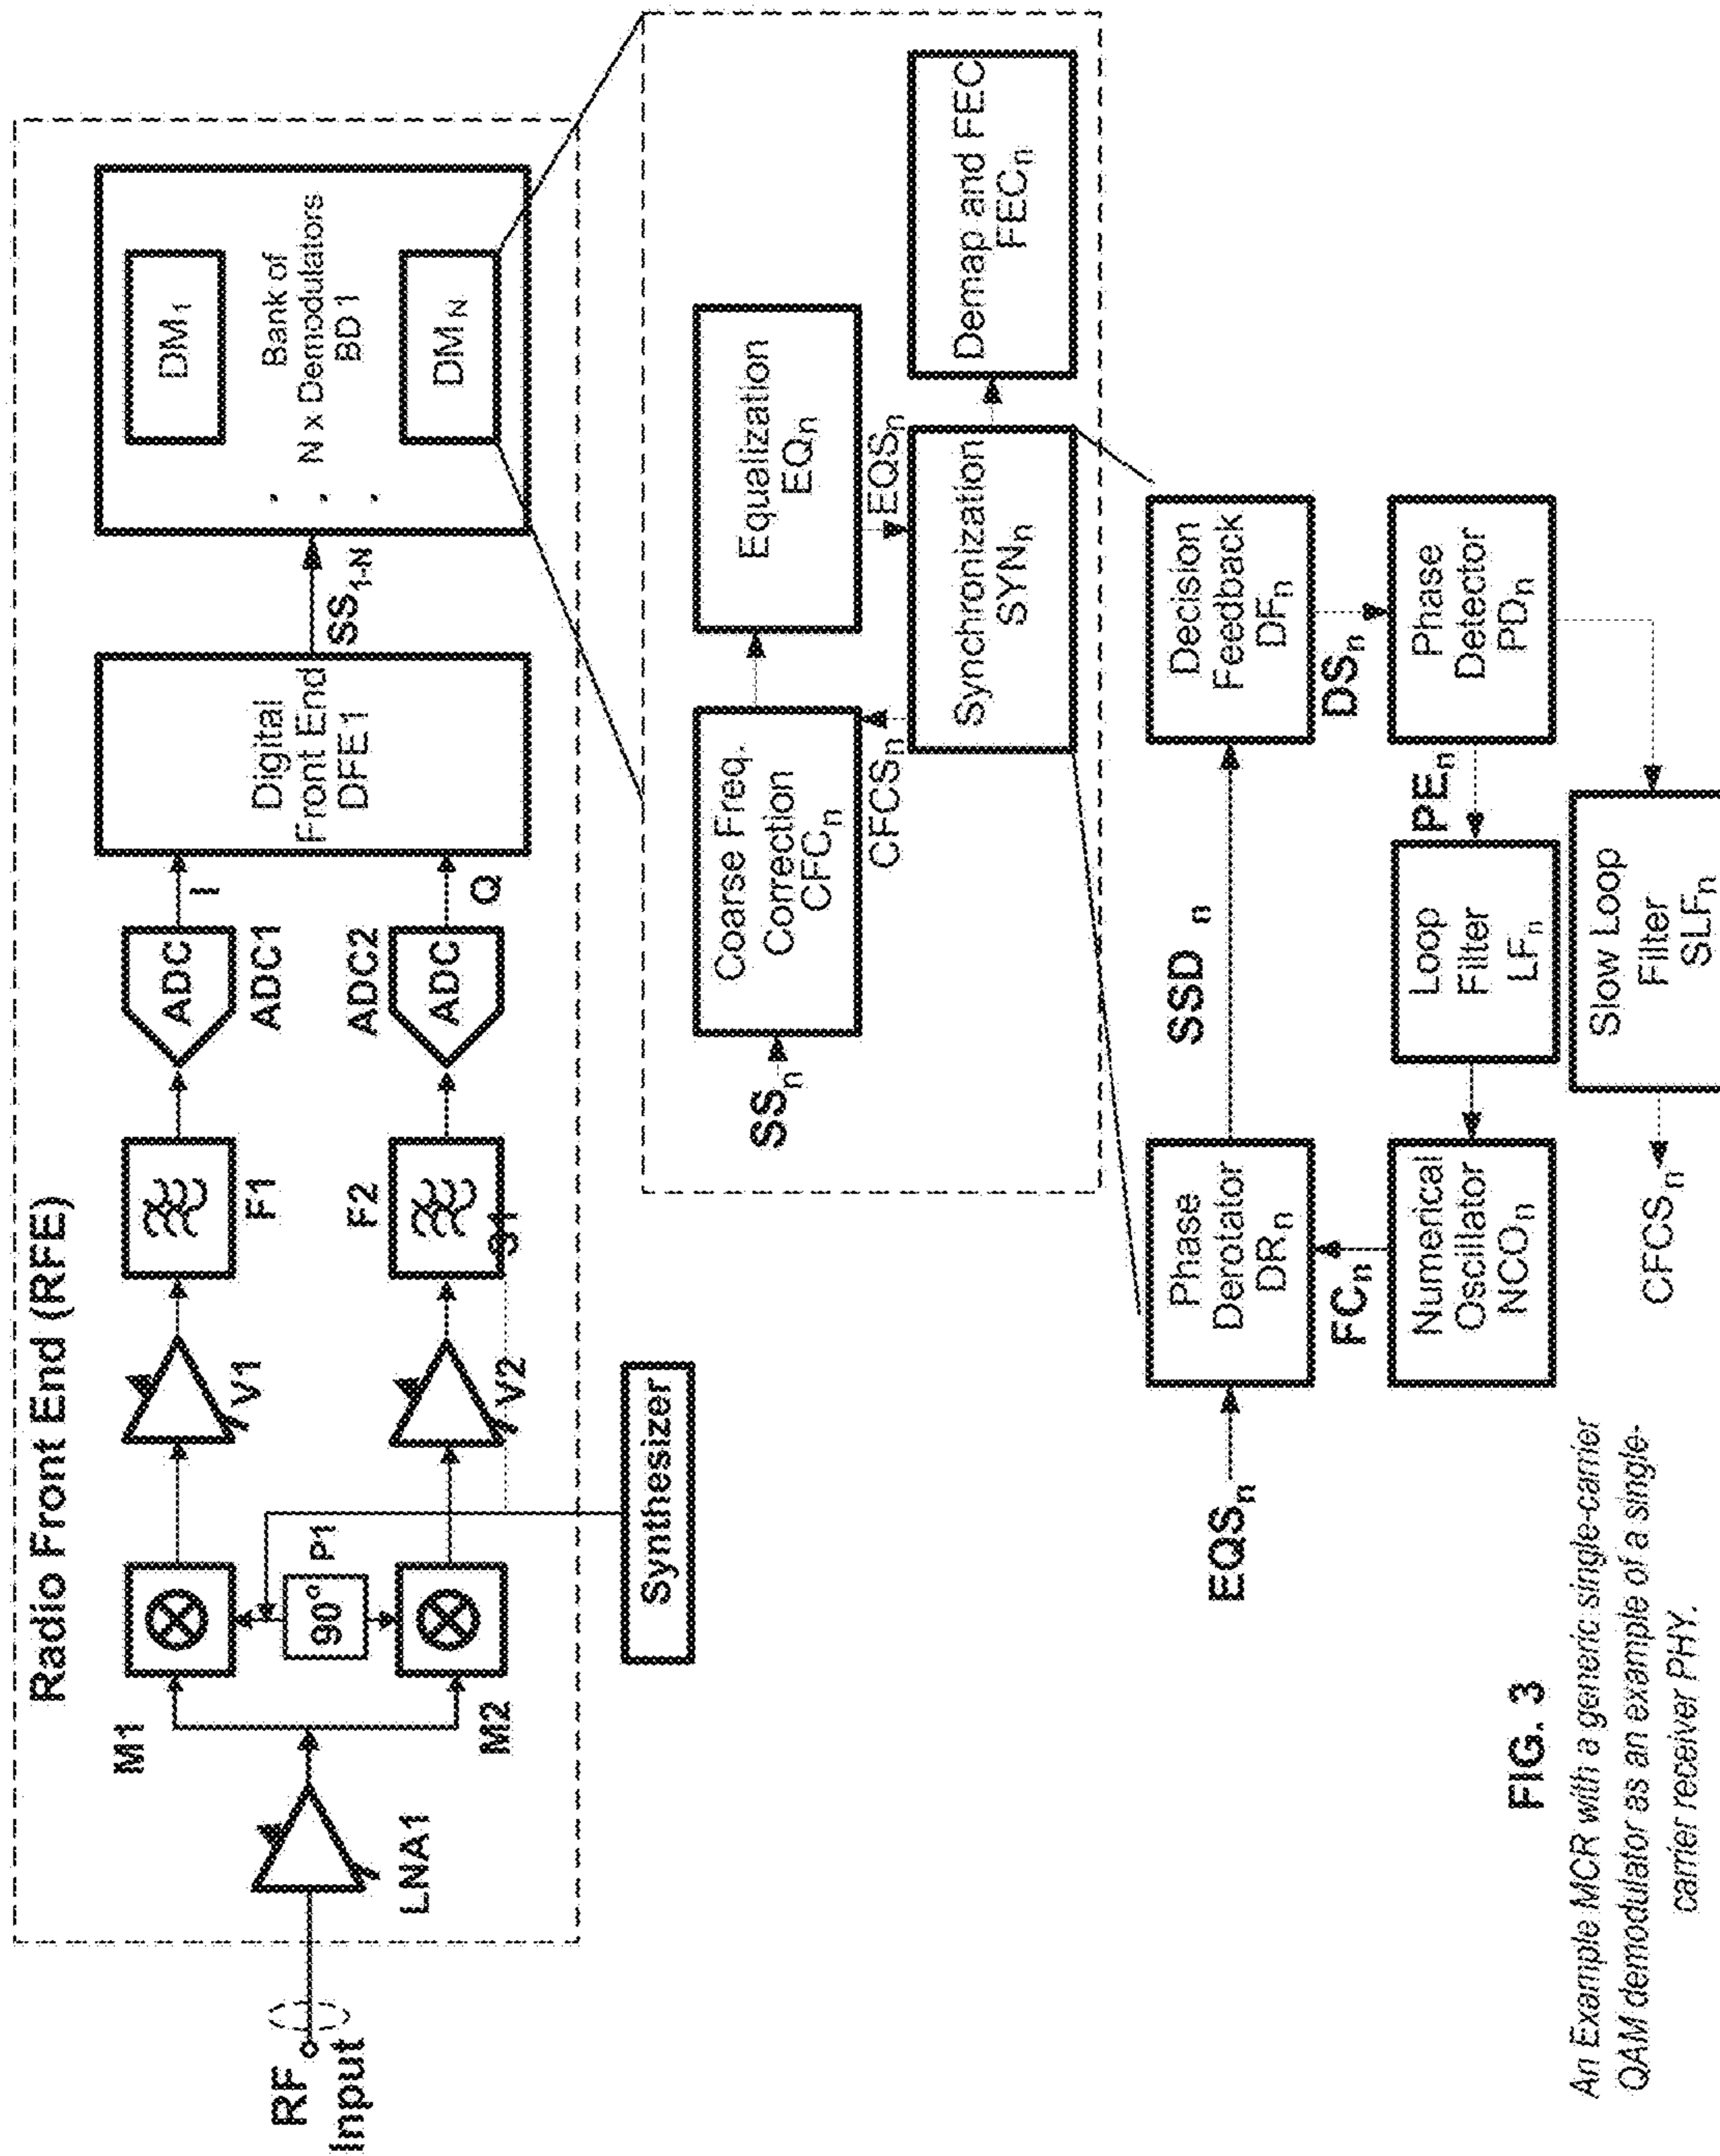 Radio Front End (RFE)
RF
Input
LNA1
M1
M2
90°
P1
V1
V2
F1
F2
S1
ADC
ADC1
ADC2
ADC
I
Q
Digital
Front End
DFE1
SS1-N
DM1
Bank of
N x Demodulators
BD1
DMN
Synthesizer
SSn
Coarse Freq.
Correction
CFCn
CFCSn
Equalization
EQn
EQSn
Synchronization
SYNn
Demap and FEC
FECn
EQSn
Phase
Derotator
DRn
SSD n
Decision
Feedback
DFn
DSn
FCn
Numerical
Oscillator
NCOn
Loop
Filter
LFn
PEn
Phase
Detector
PDn
Slow Loop
Filter
SLFn
CFCSn
FIG. 3
An Example MCR with a generic single-carrier
QAM demodulator as an example of a single-
carrier receiver PHY.